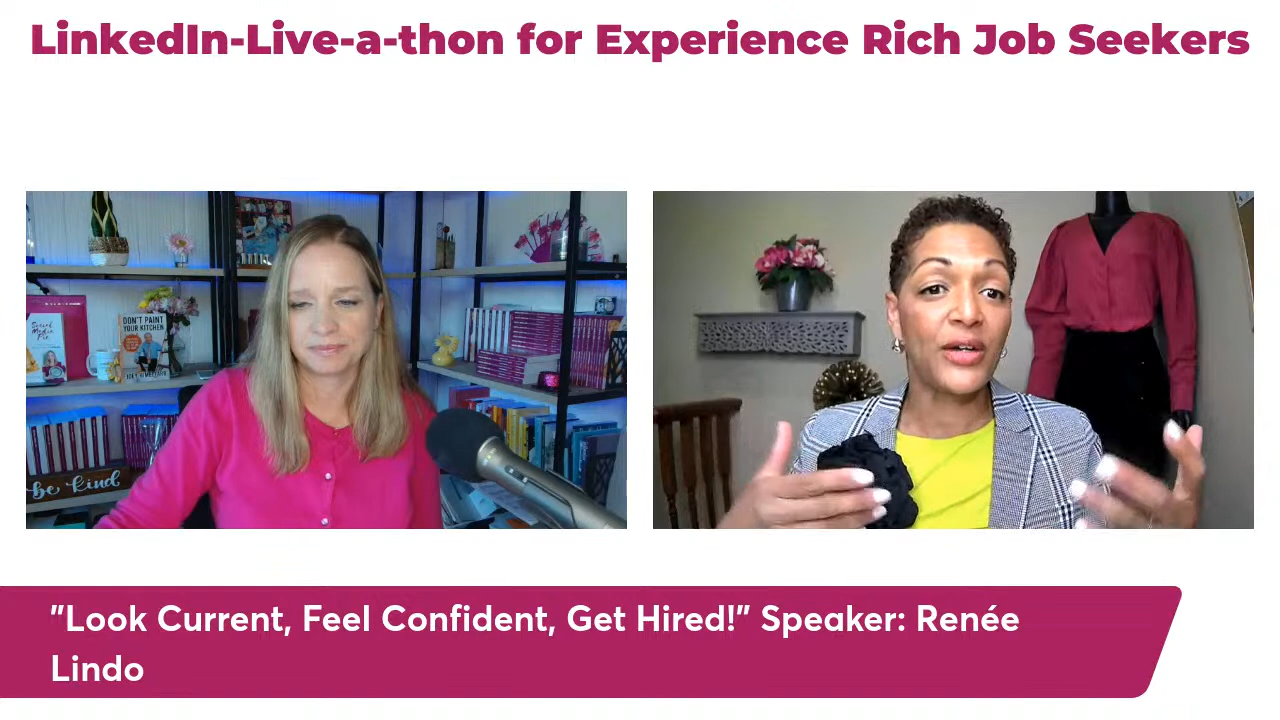 LinkedIn-Live-a-thon for Experience Rich Job Seekers
Social
Media
Pie
DON'T PAINT
YOUR KITCHEN
be kind
"Look Current, Feel Confident, Get Hired!" Speaker: Renée
Lindo